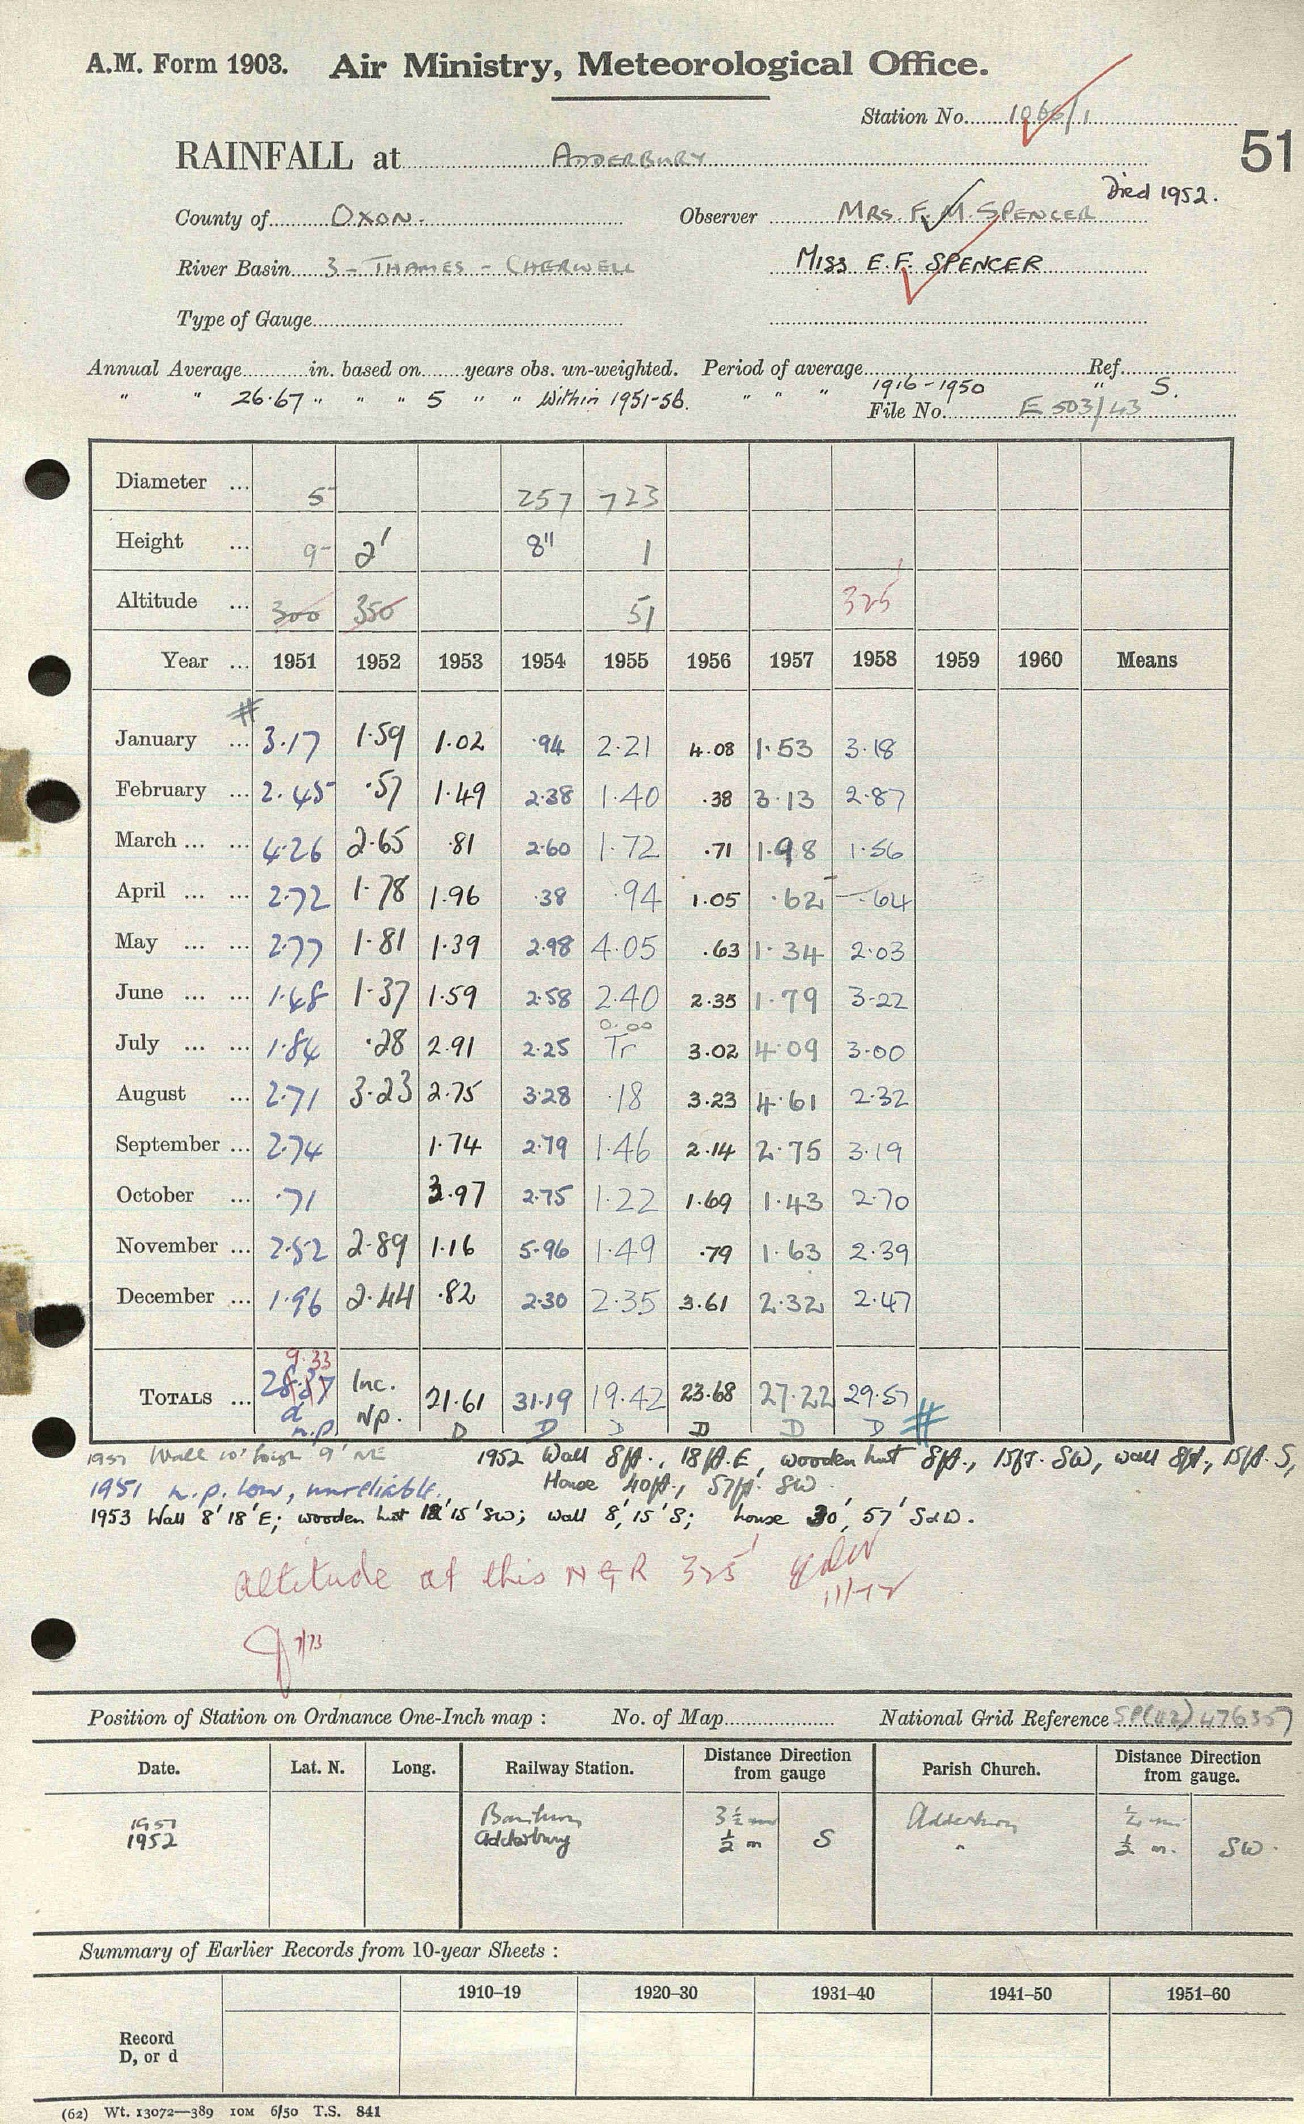 A.M. Form 1903. Air Ministry, Meteorological Office.
Station No. 1066/1
51
RAINFALL at ADDERBURY
Died 1952.
County of OXON. Observer MRS. F. M. SPENCER
River Basin 3 - THAMES - CHERWELL MISS E.F. SPENCER
Type of Gauge
Annual Average in. based on years obs. un-weighted. Period of average Ref.
" " 26.67 " " " 5 " " Within 1951-58. " " " 1916-1950 " S.
File No. E 503/43
Diameter ... 5 257 723
Height ... 9- 2' 8" 1
Altitude ... 300 350 51 325'
Year ... 1951 1952 1953 1954 1955 1956 1957 1958 1959 1960 Means
#
January ... 3.17 1.59 1.02 .94 2.21 4.08 1.53 3.18
February ... 2.45 .57 1.49 2.38 1.40 .38 3.13 2.87
March ... ... 4.26 2.65 .81 2.60 1.72 .71 1.98 1.56
April ... ... 2.72 1.78 1.96 .38 .94 1.05 .62 .64
May ... ... 2.77 1.81 1.39 2.98 4.05 .63 1.34 2.03
June ... ... 1.48 1.37 1.59 2.58 2.40 2.35 1.79 3.22
0.00
July ... ... 1.84 .28 2.91 2.25 Tr 3.02 4.09 3.00
August ... 2.71 3.23 2.75 3.28 .18 3.23 4.61 2.32
September ... 2.74 1.74 2.79 1.46 2.14 2.75 3.19
October ... .71 3.97 2.75 1.22 1.69 1.43 2.70
November ... 2.52 2.89 1.16 5.96 1.49 .79 1.63 2.39
December ... 1.96 2.44 .82 2.30 2.35 3.61 2.32 2.47
9.33
TOTALS ... 28.87 Inc. 21.61 31.19 19.42 23.68 27.22 29.57 #
d n.p. Np. D D D D D D
1951 Wall 10' high 9' NE 1952 Wall 8ft., 18ft. E, wooden hut 8ft., 15ft. SW, wall 8ft., 15ft. S,
1951 n.p. low, unreliable. House 40ft., 57ft. SW
1953 Wall 8' 18' E; wooden hut 15' SW; wall 8', 15' S; house 30', 57'
Altitude at this NGR 325' 11/72
7/73
Position of Station on Ordnance One-Inch map : No. of Map National Grid Reference SP(42) 476357
Date. Lat. N. Long. Railway Station. Distance Direction from gauge Parish Church. Distance Direction from gauge.
1951 Banbury 3½ m Adderbury ½ mi
1952 Adderbury ½ m S " ½ m. SW.
Summary of Earlier Records from 10-year Sheets :
1910–19 1920–30 1931–40 1941–50 1951–60
Record
D, or d
(62) Wt. 13072—389 10M 6/50 T.S. 841